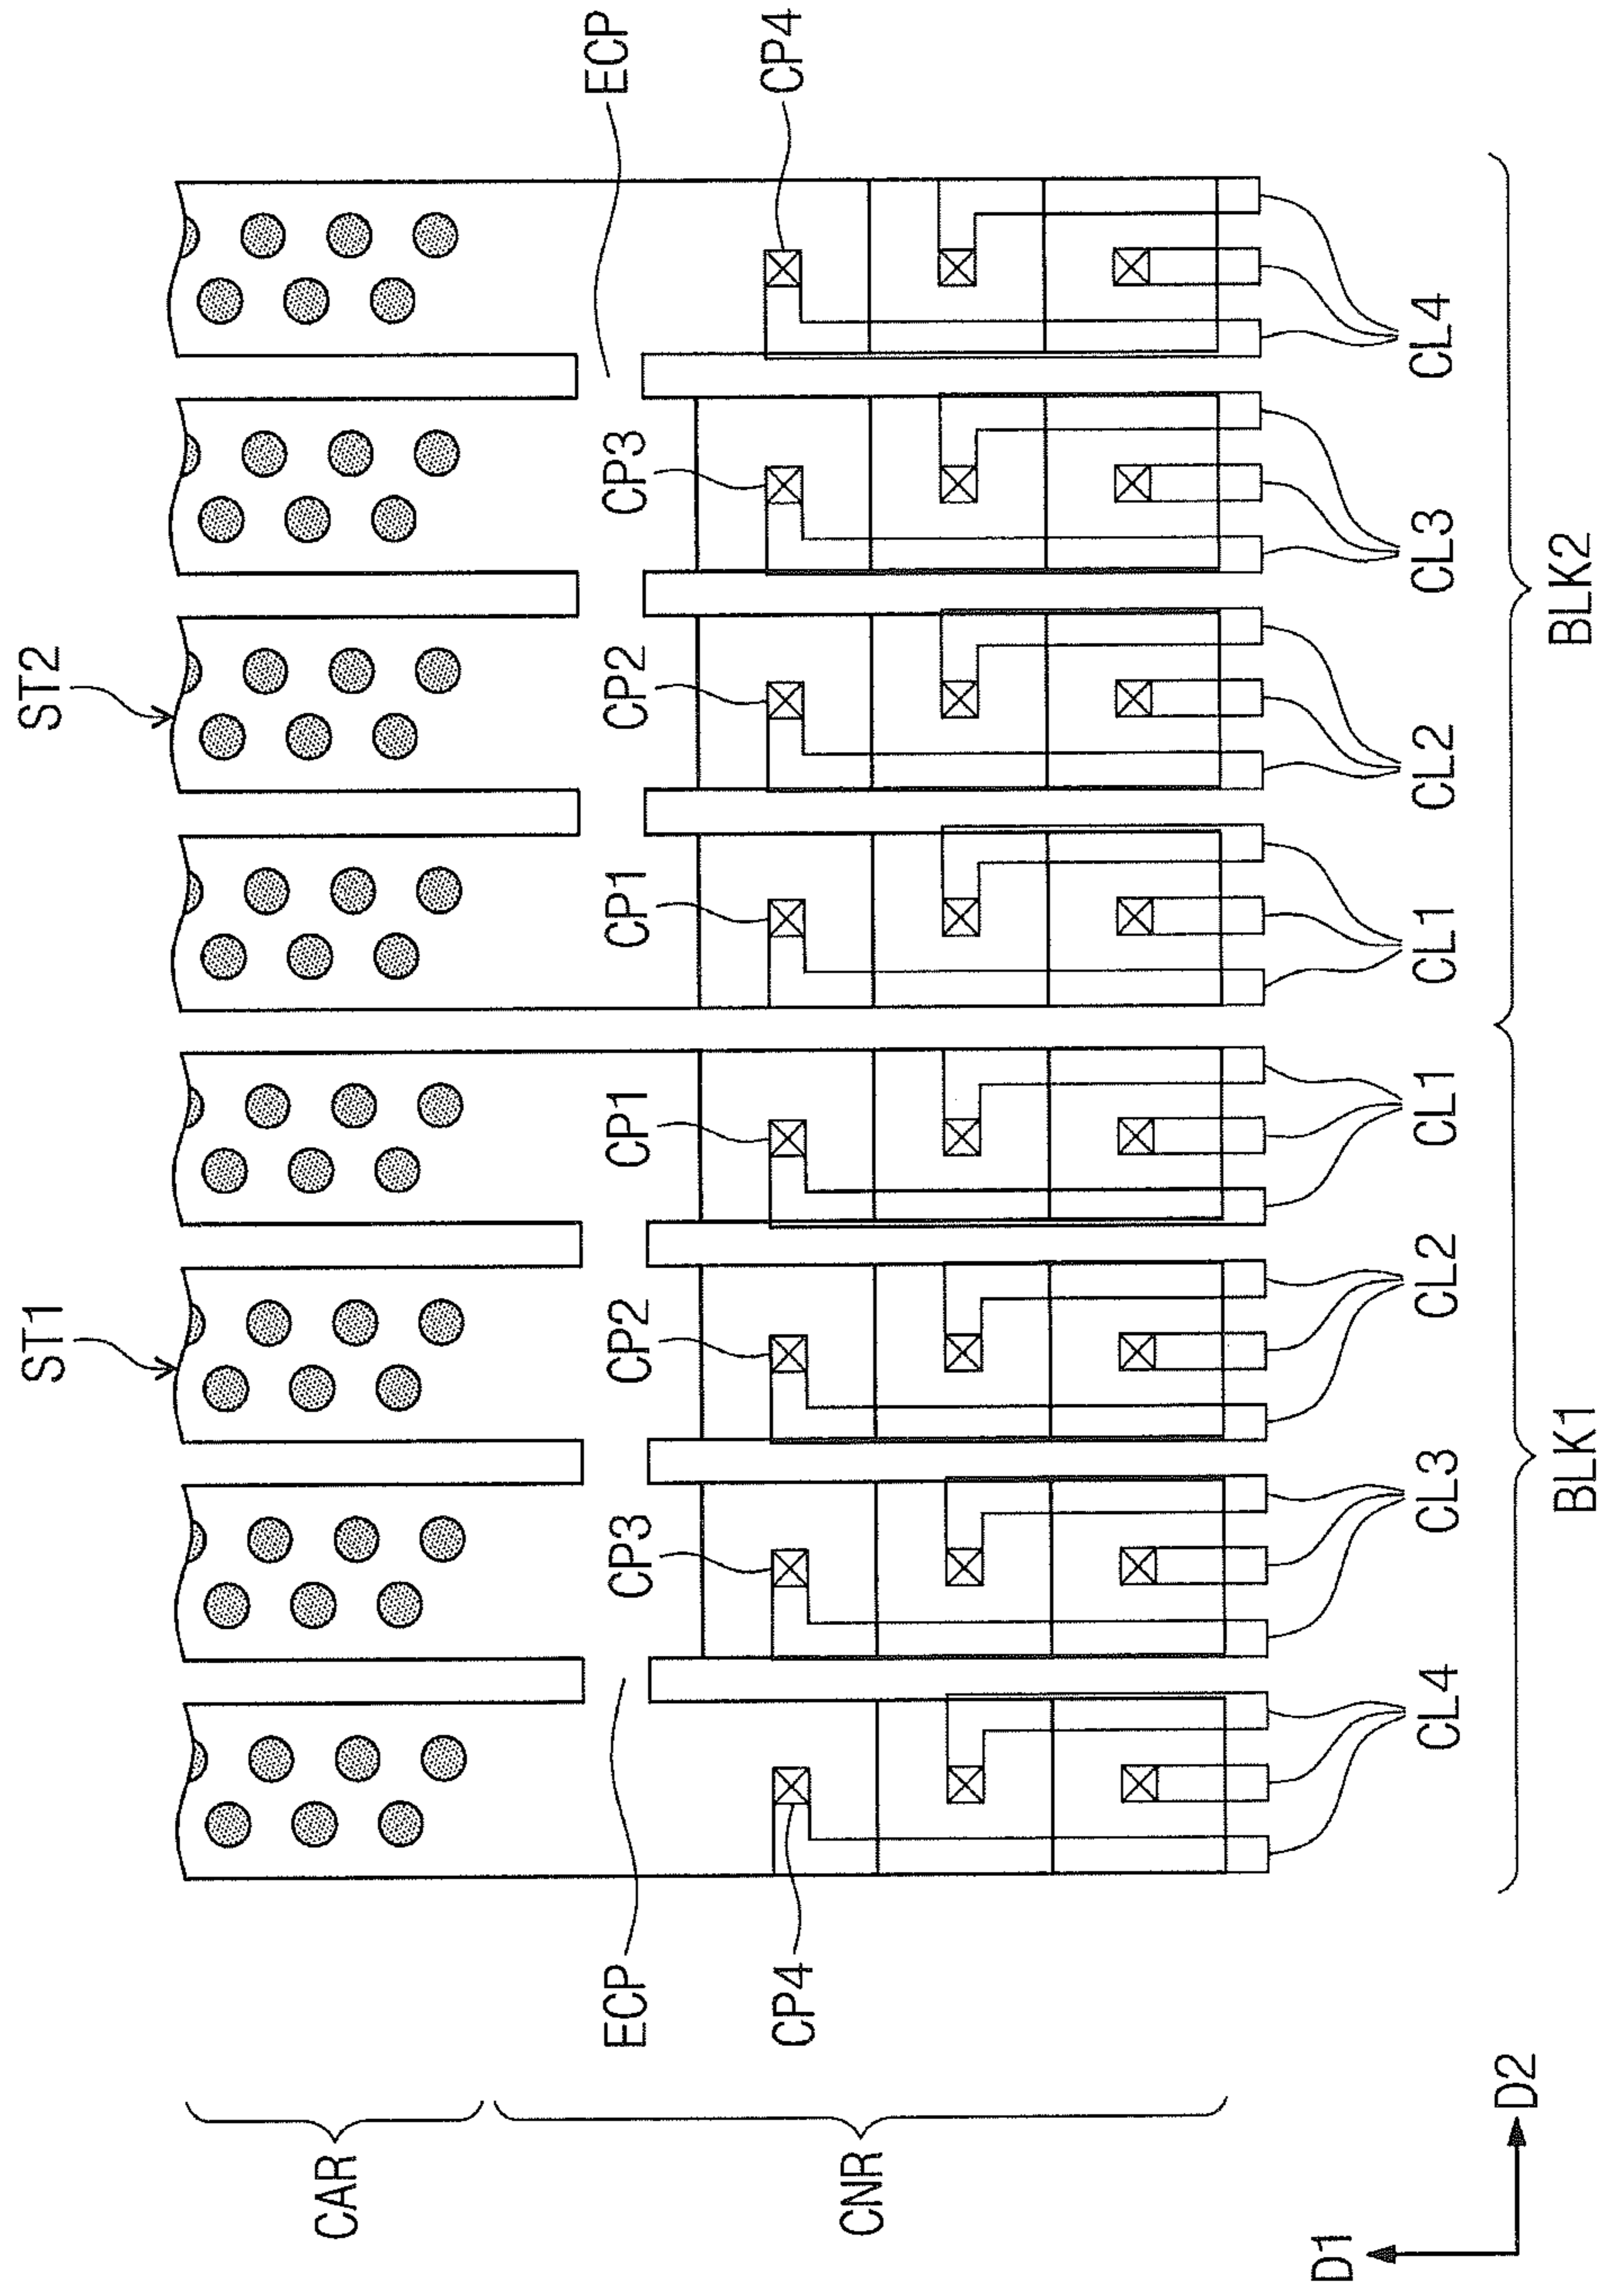 ST1
ST2
CAR
ECP
CP3
CP2
CP1
CP1
CP2
CP3
ECP
CP4
CP4
CNR
D1
CL4
CL3
CL2
CL1
CL1
CL2
CL3
CL4
D2
BLK1
BLK2